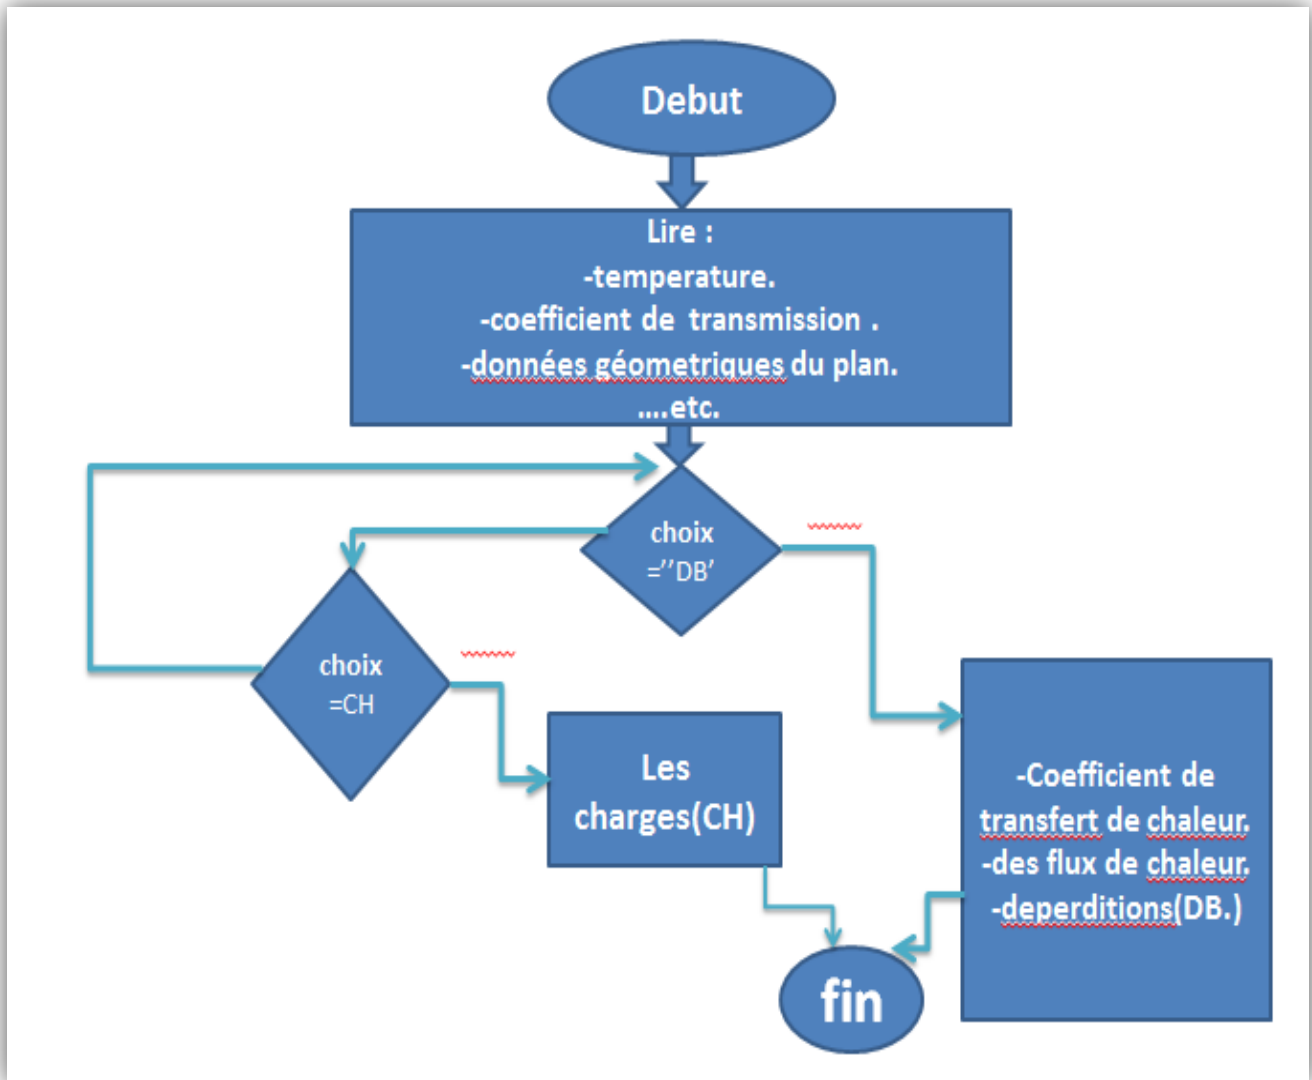 Debut
Lire :
-temperature.
-coefficient de transmission .
-données géometriques du plan.
....etc.
choix
=’’DB’
choix
=CH
Les
charges(CH)
-Coefficient de
transfert de chaleur.
-des flux de chaleur.
-deperditions(DB.)
fin